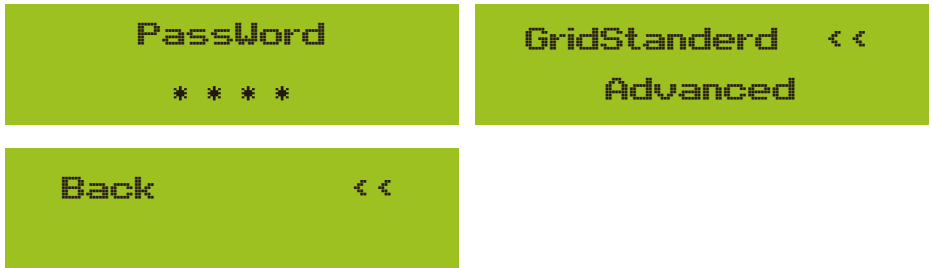 PassWord
* * * *
GridStanderd <<
Advanced
Back <<